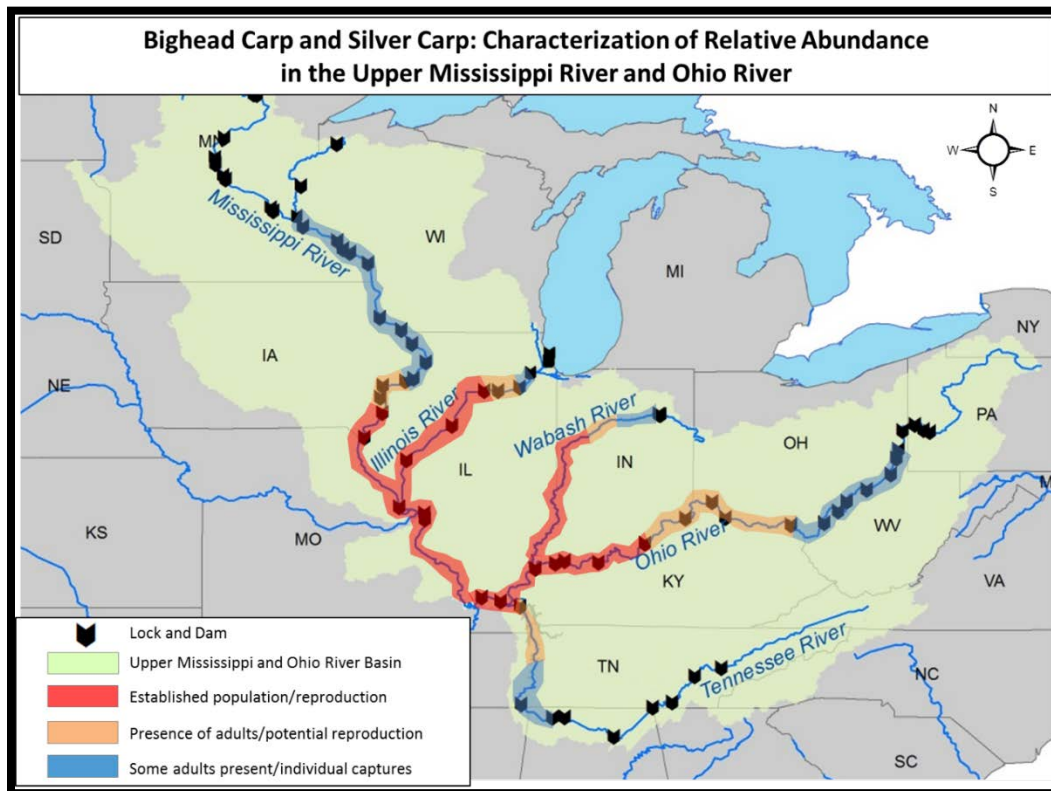 Bighead Carp and Silver Carp: Characterization of Relative Abundance
in the Upper Mississippi River and Ohio River
N
W
E
S
MN
SD
WI
MI
Mississippi River
NY
IA
NE
PA
Illinois River
Wabash River
OH
IL
IN
WV
KS
MO
Ohio River
KY
VA
TN
Tennessee River
NC
SC
Lock and Dam
Upper Mississippi and Ohio River Basin
Established population/reproduction
Presence of adults/potential reproduction
Some adults present/individual captures